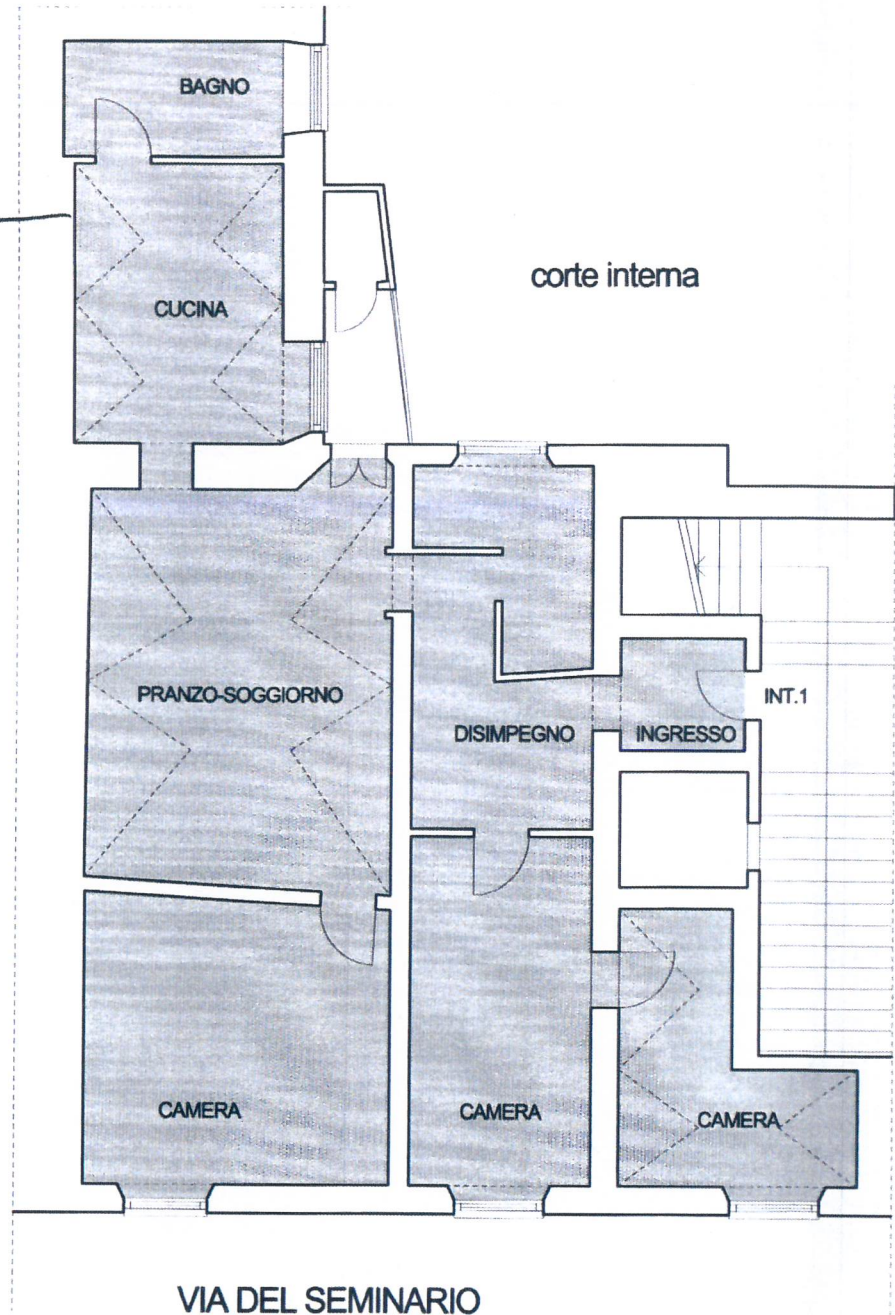 BAGNO
corte interna
CUCINA
PRANZO-SOGGIORNO
INT.1
DISIMPEGNO
INGRESSO
CAMERA
CAMERA
CAMERA
VIA DEL SEMINARIO